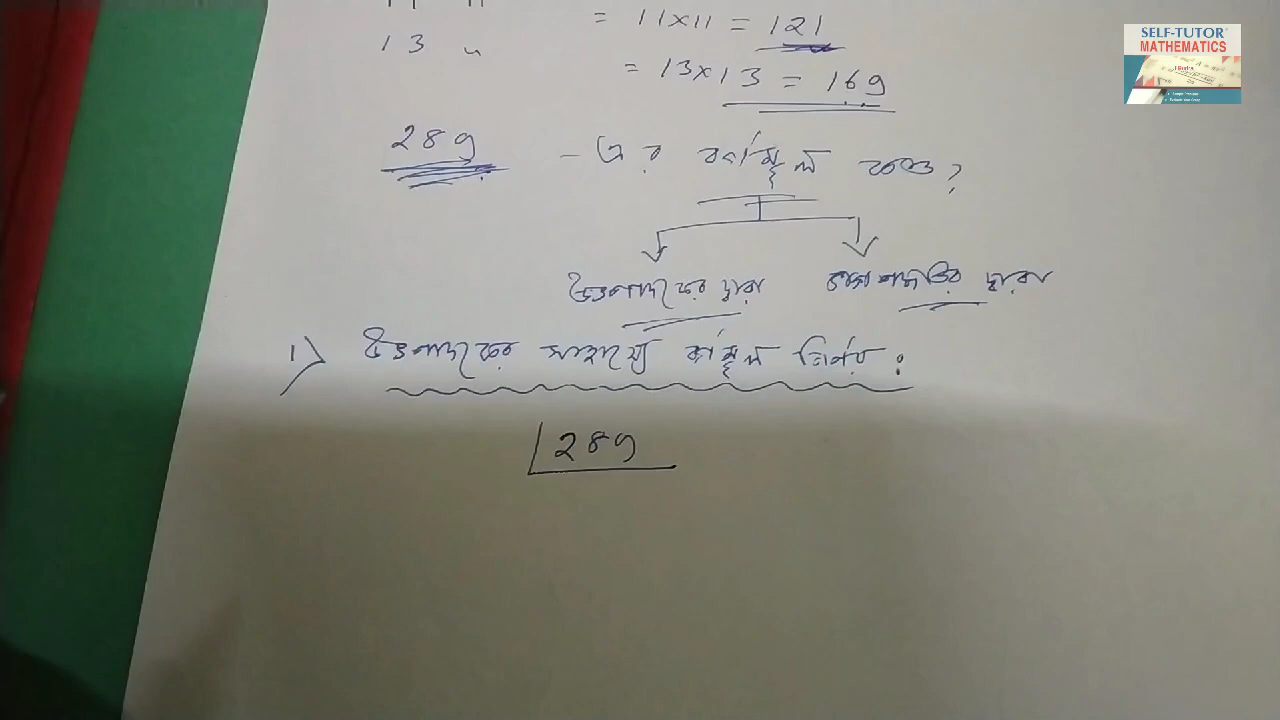 = 11×11 = 121
13 "
= 13×13 = 169
289 - এর বর্গমূল কত?
উৎপাদকের দ্বারা ভাগ পদ্ধতির দ্বারা
১) উৎপাদকের সাহায্যে বর্গমূল নির্ণয় :
289
SELF-TUTOR
MATHEMATICS